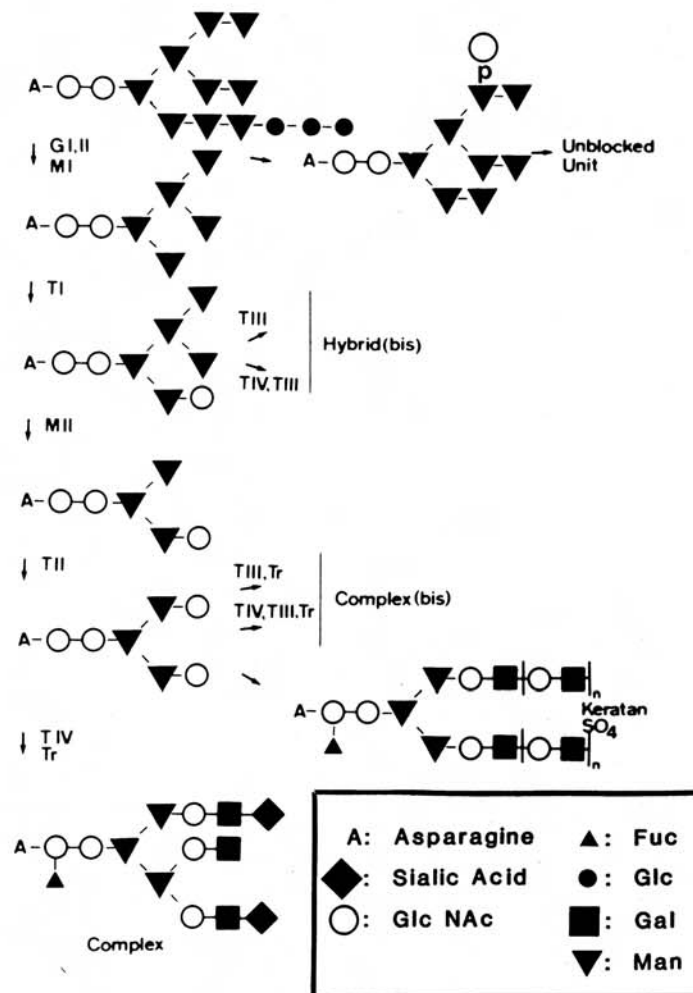 A-
p
A-
Unblocked
Unit
GI,II
MI
A-
TI
TIII
TIV,TIII
Hybrid(bis)
A-
MII
A-
TII
TIII,Tr
TIV,TIII,Tr
Complex(bis)
A-
n
Keratan
SO4
n
A-
TIV
Tr
A-
Complex
A: Asparagine
▲: Fuc
◆: Sialic Acid
●: Glc
○: Glc NAc
■: Gal
▼: Man